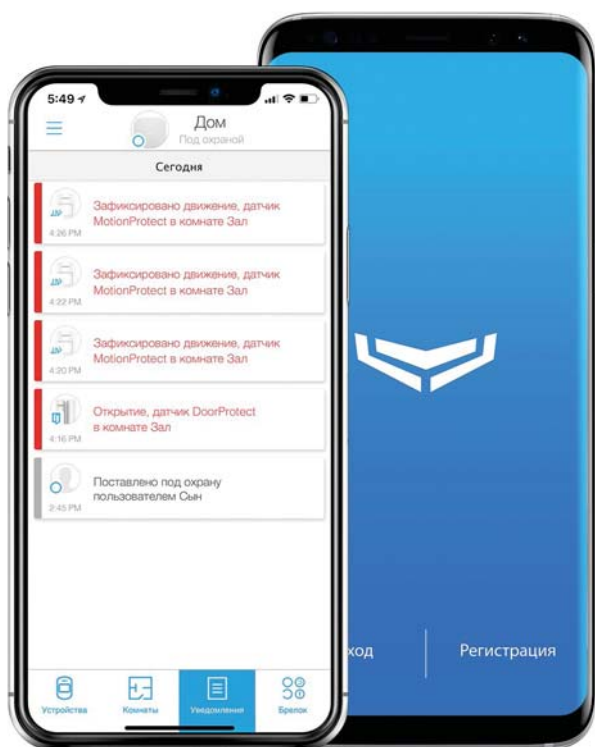 5:49
Дом
Под охраной
Сегодня
Зафиксировано движение, датчик
MotionProtect в комнате Зал
4:26 PM
Зафиксировано движение, датчик
MotionProtect в комнате Зал
4:22 PM
Зафиксировано движение, датчик
MotionProtect в комнате Зал
4:20 PM
Открытие, датчик DoorProtect
в комнате Зал
4:16 PM
Поставлено под охрану
пользователем Сын
2:45 PM
Устройства
Комнаты
Уведомления
Брелок
ход
Регистрация